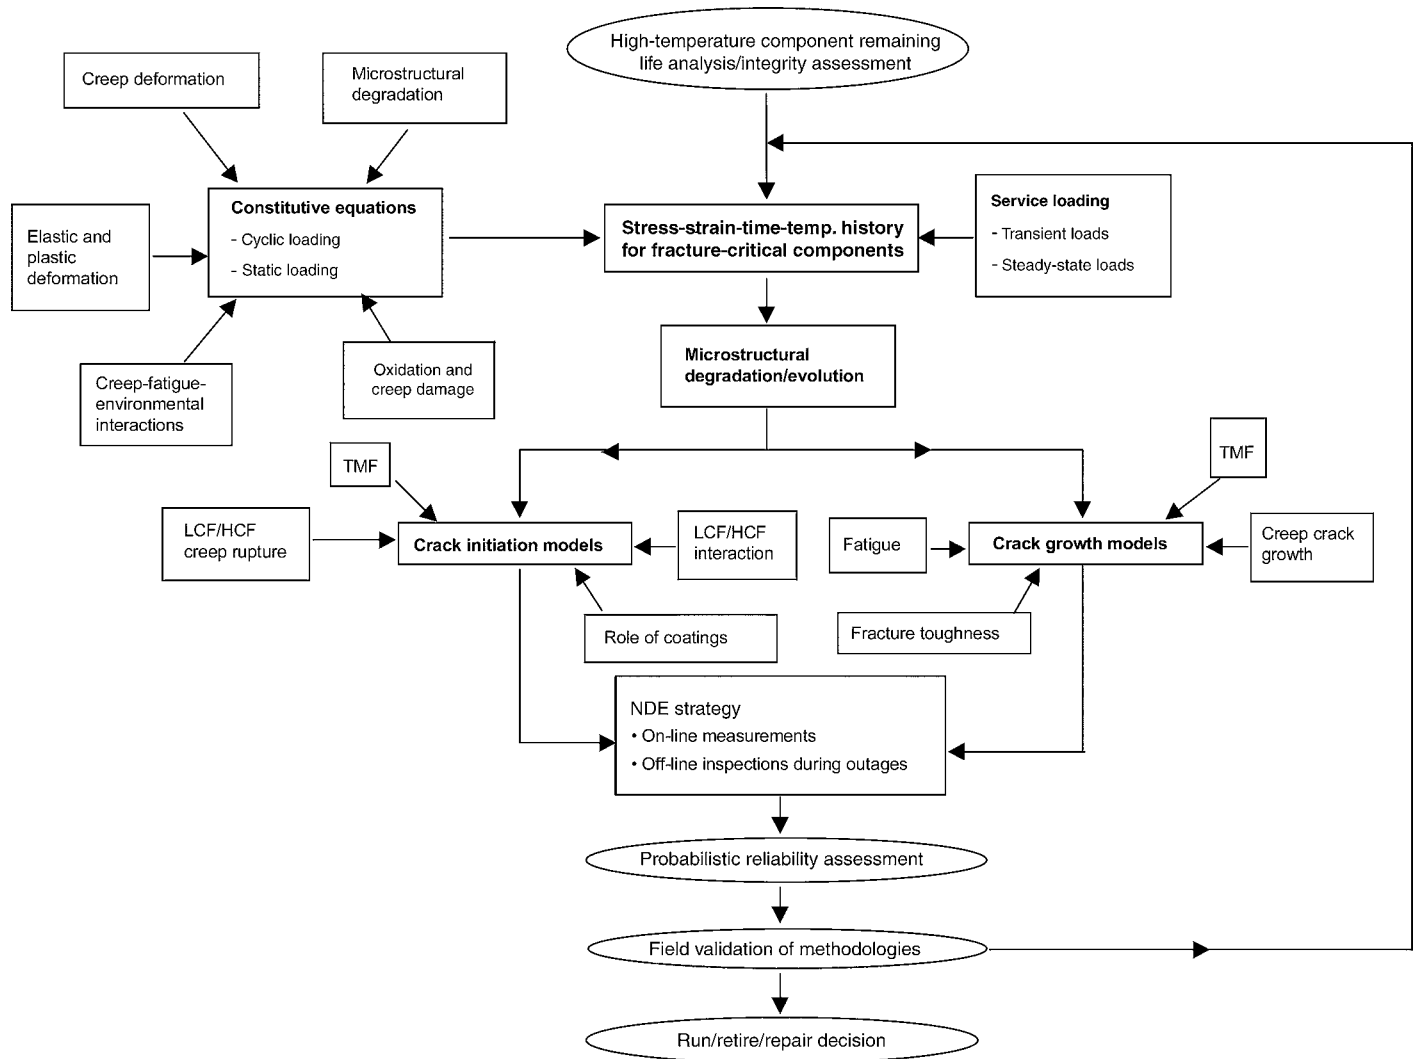 High-temperature component remaining
life analysis/integrity assessment
Creep deformation
Microstructural
degradation
Elastic and
plastic
deformation
Constitutive equations
- Cyclic loading
- Static loading
Stress-strain-time-temp. history
for fracture-critical components
Service loading
- Transient loads
- Steady-state loads
Creep-fatigue-
environmental
interactions
Oxidation and
creep damage
Microstructural
degradation/evolution
TMF
TMF
LCF/HCF
creep rupture
Crack initiation models
LCF/HCF
interaction
Fatigue
Crack growth models
Creep crack
growth
Role of coatings
Fracture toughness
NDE strategy
• On-line measurements
• Off-line inspections during outages
Probabilistic reliability assessment
Field validation of methodologies
Run/retire/repair decision